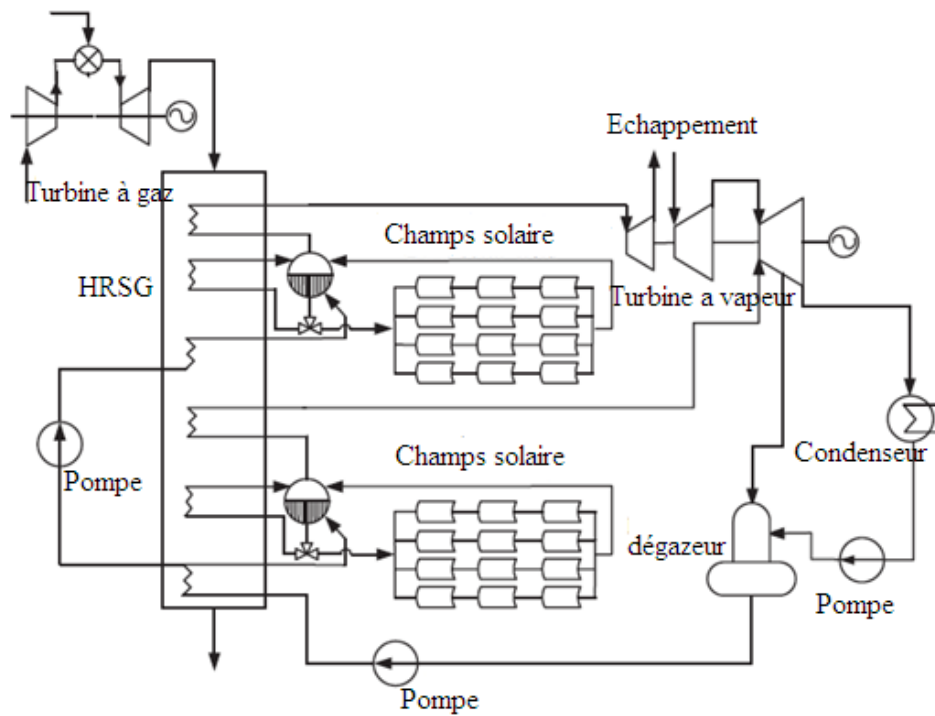 Echappement
Turbine à gaz
Champs solaire
HRSG
Turbine a vapeur
Champs solaire
Condenseur
Pompe
dégazeur
Pompe
Pompe